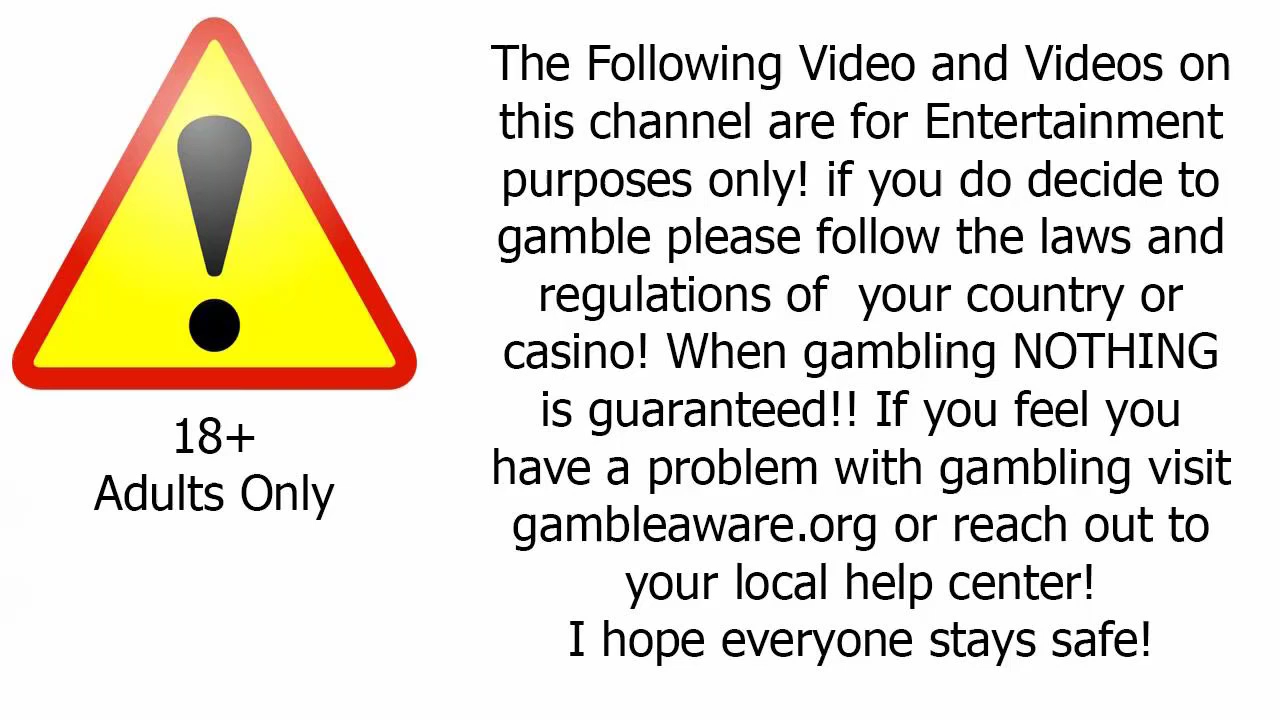 The Following Video and Videos on
this channel are for Entertainment
purposes only! if you do decide to
gamble please follow the laws and
regulations of  your country or
casino! When gambling NOTHING
is guaranteed!! If you feel you
have a problem with gambling visit
gambleaware.org or reach out to
your local help center!
I hope everyone stays safe!
18+
Adults Only